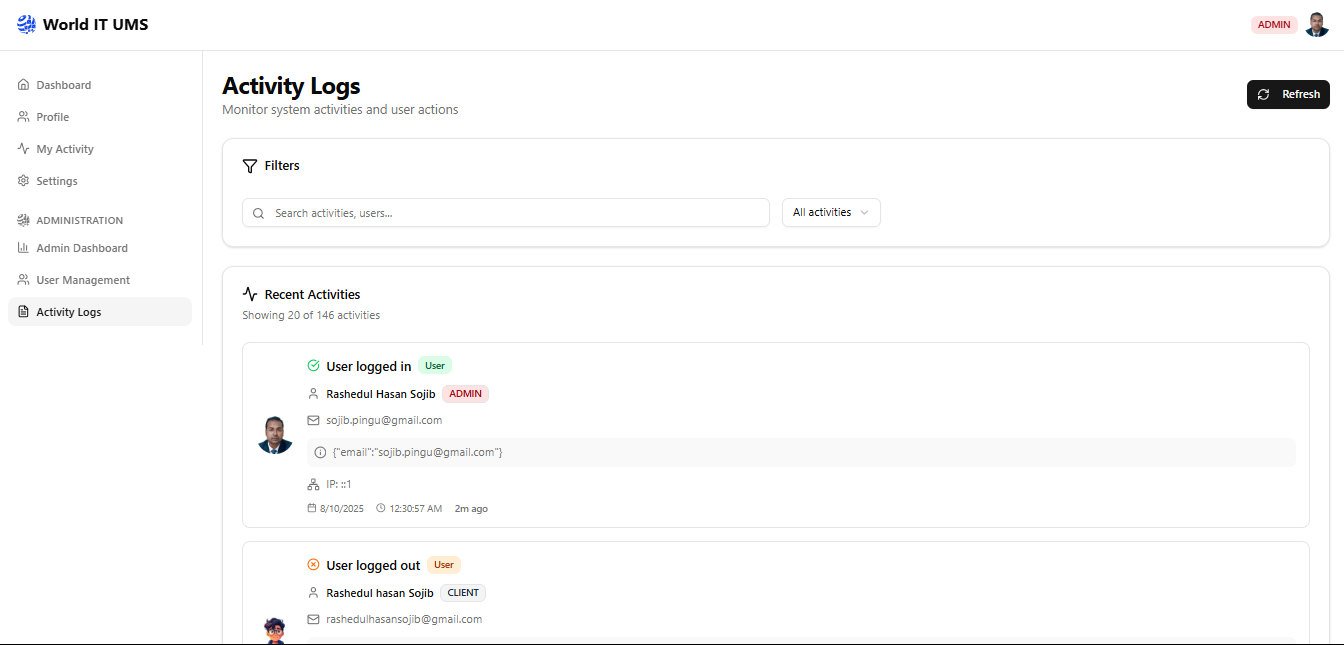 World IT UMS
ADMIN
Dashboard
Profile
My Activity
Settings
ADMINISTRATION
Admin Dashboard
User Management
Activity Logs
Activity Logs
Monitor system activities and user actions
Refresh
Filters
Search activities, users...
All activities
Recent Activities
Showing 20 of 146 activities
User logged in User
Rashedul Hasan Sojib ADMIN
sojib.pingu@gmail.com
{"email":"sojib.pingu@gmail.com"}
IP: ::1
8/10/2025 12:30:57 AM 2m ago
User logged out User
Rashedul hasan Sojib CLIENT
rashedulhasansojib@gmail.com